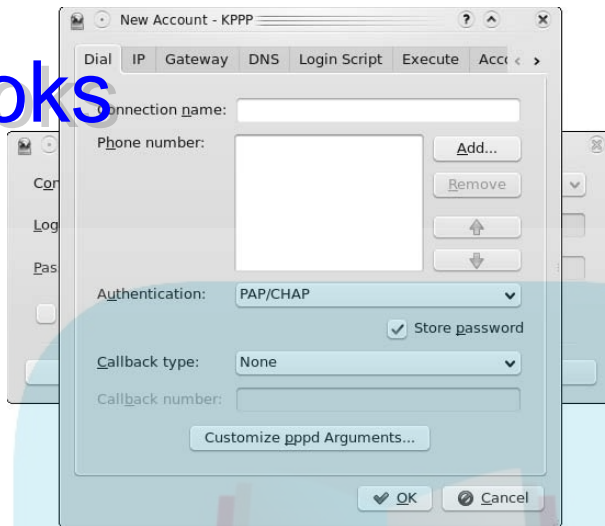 New Account - KPPP
Dial IP Gateway DNS Login Script Execute
oks
Connection name:
Phone number:
Add...
Remove
Authentication: PAP/CHAP
Store password
Callback type: None
Callback number:
Customize pppd Arguments...
OK Cancel